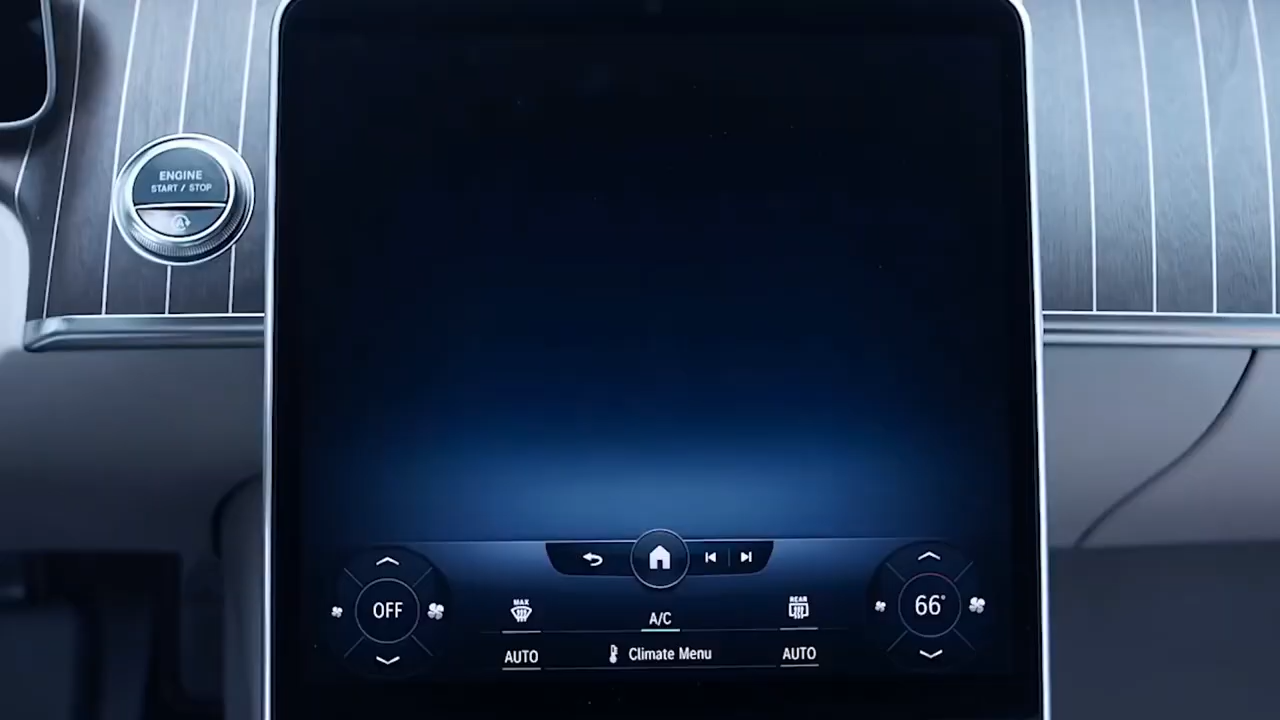 ENGINE
START / STOP
A
OFF
MAX
A/C
REAR
66°
AUTO
Climate Menu
AUTO